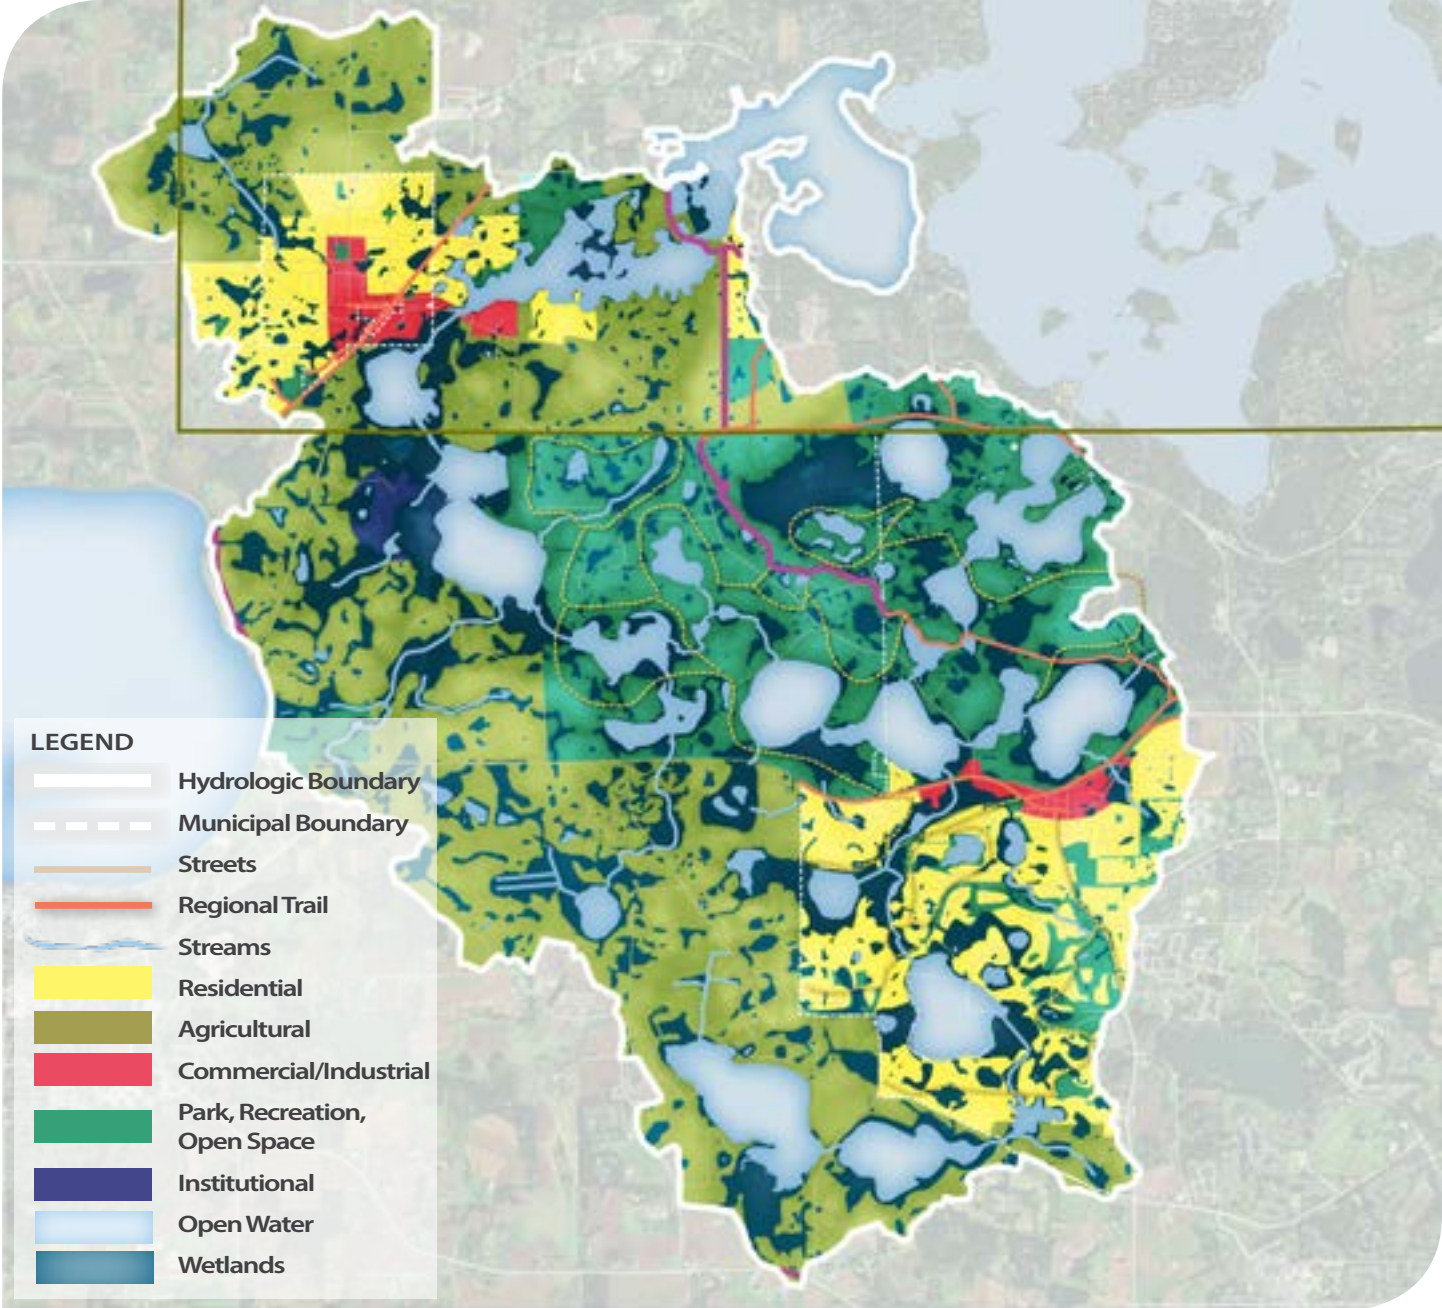 LEGEND
Hydrologic Boundary
Municipal Boundary
Streets
Regional Trail
Streams
Residential
Agricultural
Commercial/Industrial
Park, Recreation,
Open Space
Institutional
Open Water
Wetlands